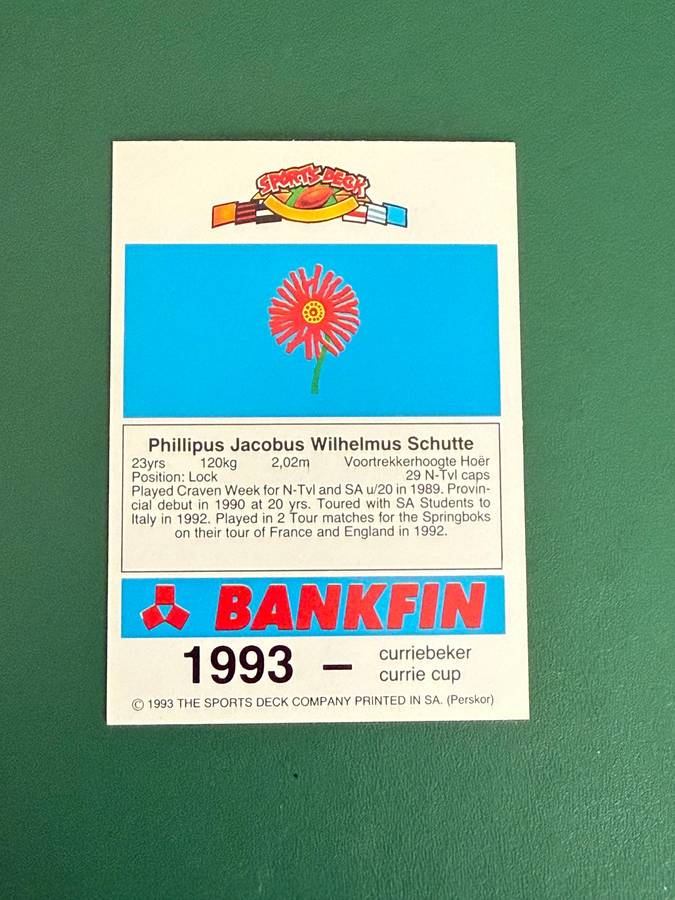 SPORTS DECK
Phillipus Jacobus Wilhelmus Schutte
23yrs 120kg 2,02m Voortrekkerhoogte Hoër
Position: Lock 29 N-Tvl caps
Played Craven Week for N-Tvl and SA u/20 in 1989. Provin-
cial debut in 1990 at 20 yrs. Toured with SA Students to
Italy in 1992. Played in 2 Tour matches for the Springboks
on their tour of France and England in 1992.
BANKFIN
1993 – curriebeker
currie cup
© 1993 THE SPORTS DECK COMPANY PRINTED IN SA. (Perskor)